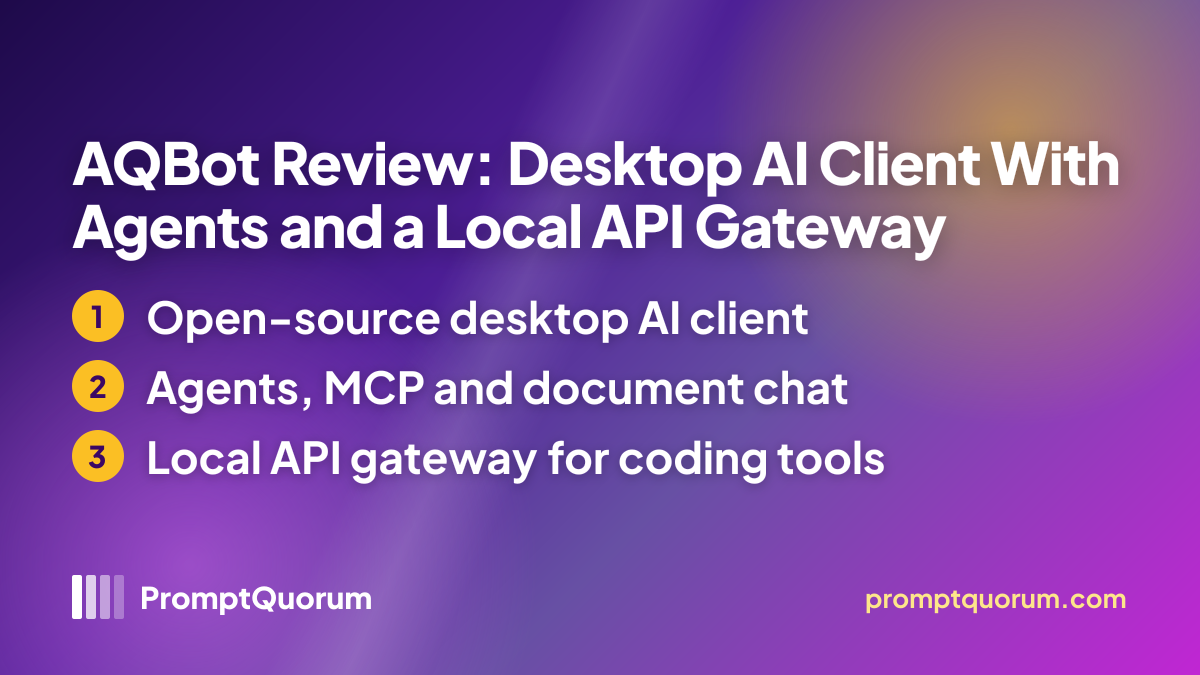 AQBot Review: Desktop AI Client With
Agents and a Local API Gateway
1 Open-source desktop AI client
2 Agents, MCP and document chat
3 Local API gateway for coding tools
PromptQuorum
promptquorum.com